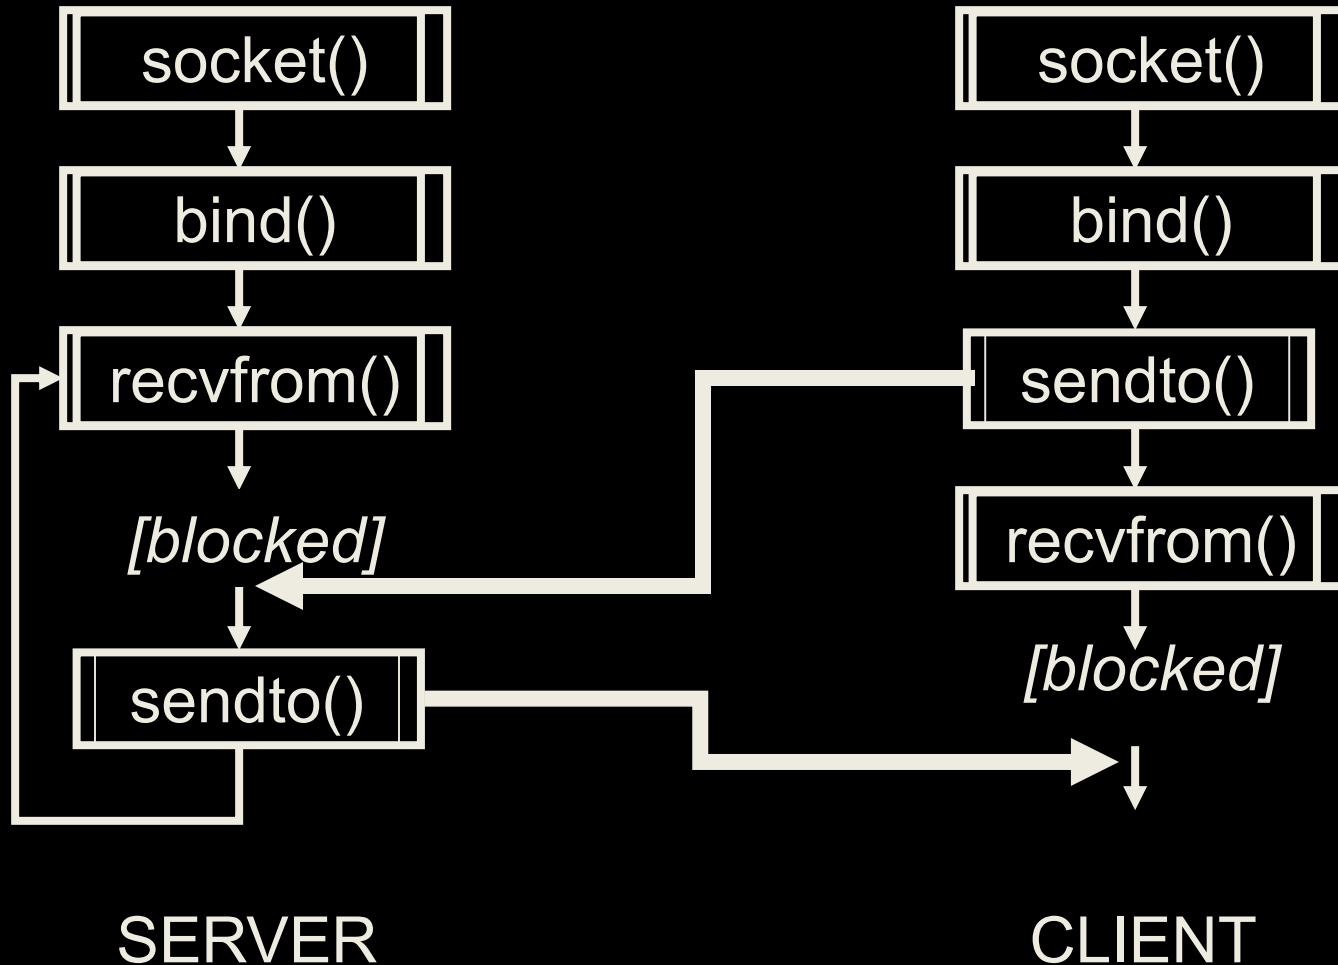 socket()
bind()
recvfrom()
[blocked]
sendto()
SERVER
socket()
bind()
sendto()
recvfrom()
[blocked]
CLIENT